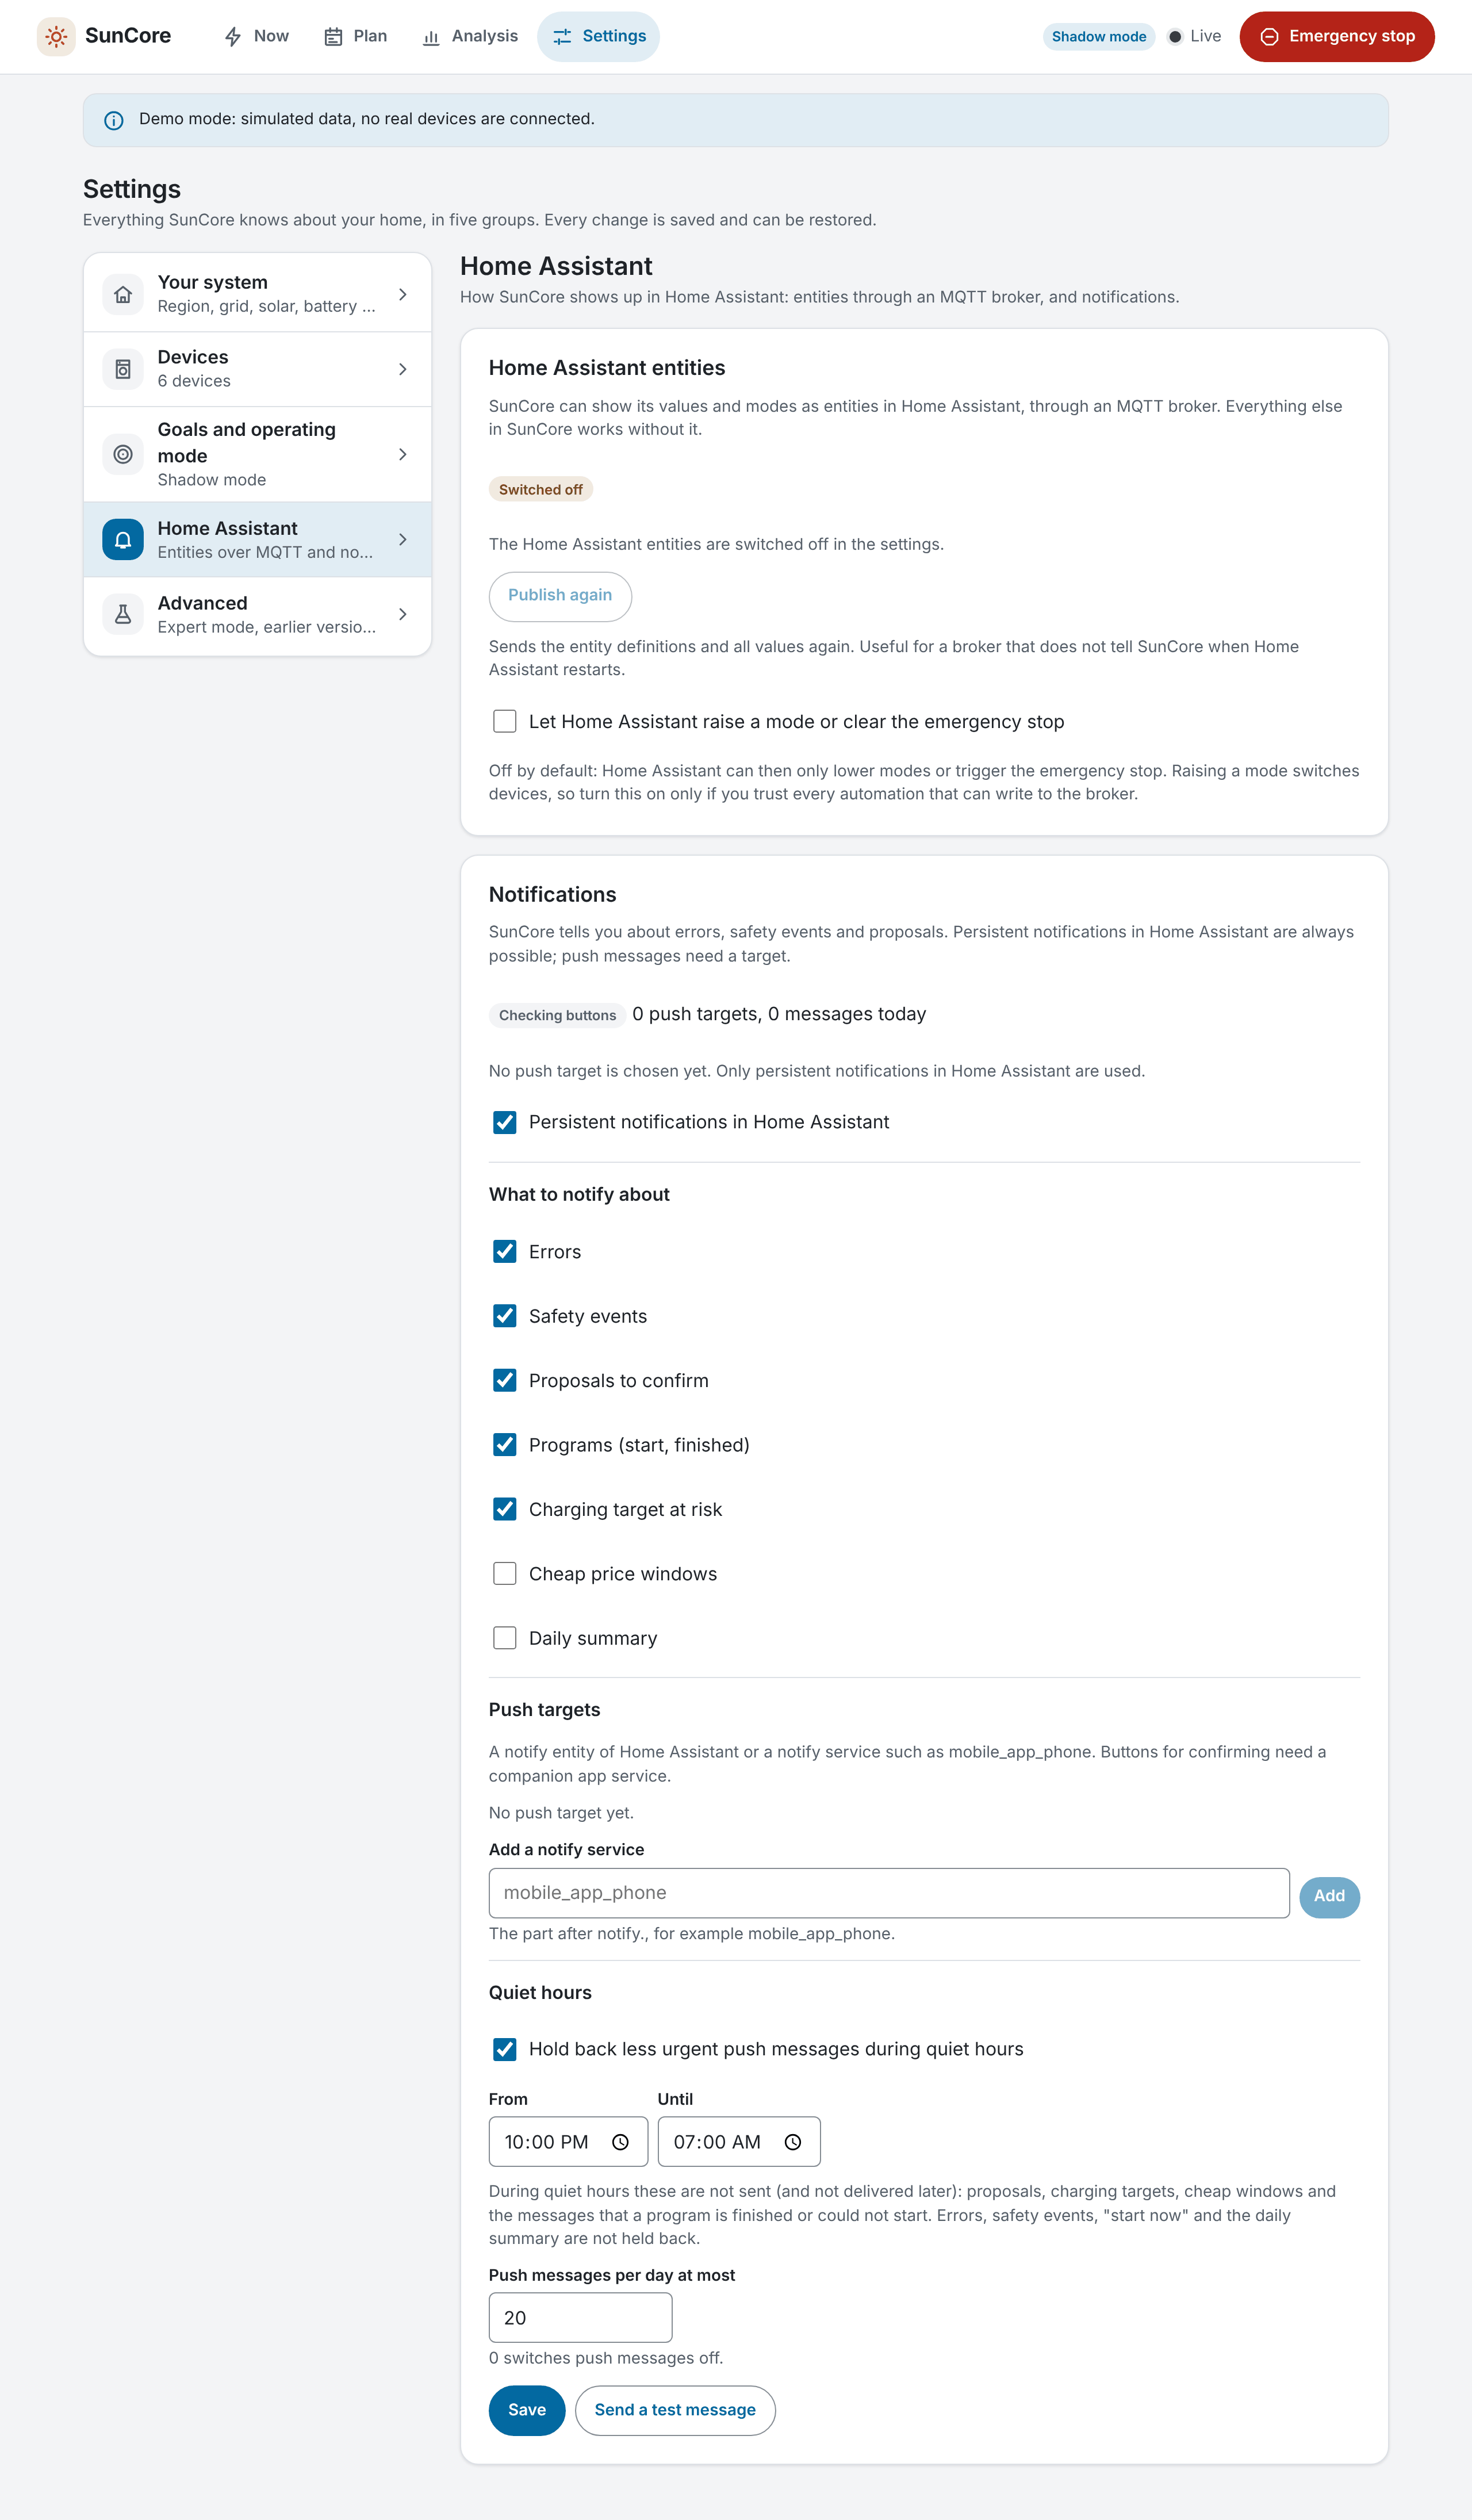 SunCore
Now
Plan
Analysis
Settings
Shadow mode
Live
Emergency stop
Demo mode: simulated data, no real devices are connected.
Settings
Everything SunCore knows about your home, in five groups. Every change is saved and can be restored.
Your system
Region, grid, solar, battery ...
Devices
6 devices
Goals and operating
mode
Shadow mode
Home Assistant
Entities over MQTT and no...
Advanced
Expert mode, earlier versio...
Home Assistant
How SunCore shows up in Home Assistant: entities through an MQTT broker, and notifications.
Home Assistant entities
SunCore can show its values and modes as entities in Home Assistant, through an MQTT broker. Everything else
in SunCore works without it.
Switched off
The Home Assistant entities are switched off in the settings.
Publish again
Sends the entity definitions and all values again. Useful for a broker that does not tell SunCore when Home
Assistant restarts.
Let Home Assistant raise a mode or clear the emergency stop
Off by default: Home Assistant can then only lower modes or trigger the emergency stop. Raising a mode switches
devices, so turn this on only if you trust every automation that can write to the broker.
Notifications
SunCore tells you about errors, safety events and proposals. Persistent notifications in Home Assistant are always
possible; push messages need a target.
Checking buttons 0 push targets, 0 messages today
No push target is chosen yet. Only persistent notifications in Home Assistant are used.
Persistent notifications in Home Assistant
What to notify about
Errors
Safety events
Proposals to confirm
Programs (start, finished)
Charging target at risk
Cheap price windows
Daily summary
Push targets
A notify entity of Home Assistant or a notify service such as mobile_app_phone. Buttons for confirming need a
companion app service.
No push target yet.
Add a notify service
mobile_app_phone
Add
The part after notify., for example mobile_app_phone.
Quiet hours
Hold back less urgent push messages during quiet hours
From
Until
10:00 PM
07:00 AM
During quiet hours these are not sent (and not delivered later): proposals, charging targets, cheap windows and
the messages that a program is finished or could not start. Errors, safety events, "start now" and the daily
summary are not held back.
Push messages per day at most
20
0 switches push messages off.
Save
Send a test message